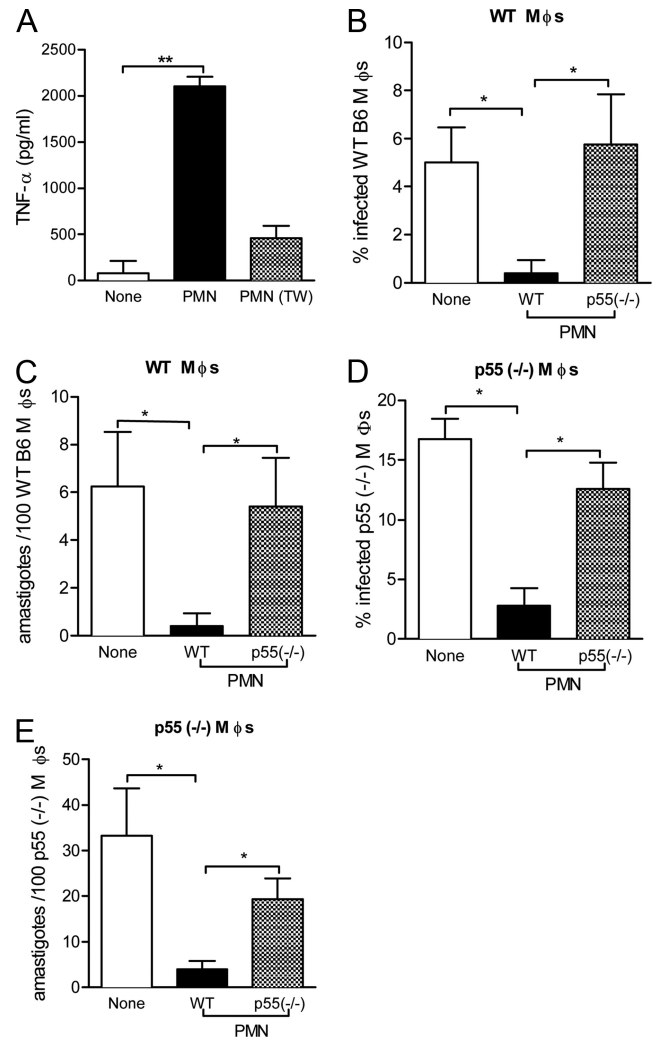 A
TNF-α (pg/ml)
2500
2000
1500
1000
500
0
**
None PMN PMN (TW)
B
WT Mϕs
% infected WT B6 M ϕs
10
8
6
4
2
0
* *
None WT p55(-/-)
PMN
C
WT Mϕs
amastigotes /100 WT B6 M ϕs
10
8
6
4
2
0
* *
None WT p55(-/-)
PMN
D
p55 (-/-) Mϕs
% infected p55 (-/-) M Φs
20
15
10
5
0
* *
None WT p55(-/-)
PMN
E
p55 (-/-) M ϕs
amastigotes /100 p55 (-/-) M ϕs
50
40
30
20
10
0
* *
None WT p55(-/-)
PMN